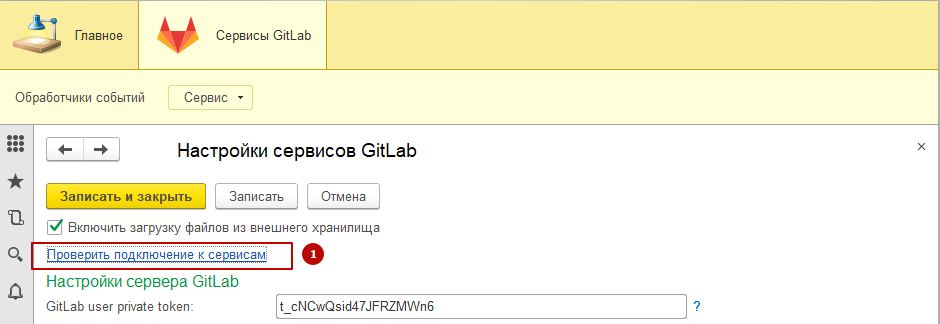 Главное
Сервисы GitLab
Обработчики событий Сервис
Настройки сервисов GitLab
Записать и закрыть Записать Отмена
Включить загрузку файлов из внешнего хранилища
Проверить подключение к сервисам 1
Настройки сервера GitLab
GitLab user private token: t_cNCwQsid47JFRZMWn6 ?